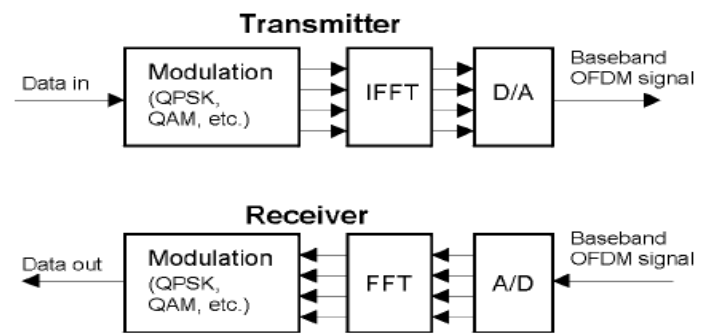 Transmitter
Data in
Modulation
(QPSK,
QAM, etc.)
IFFT
D/A
Baseband
OFDM signal
Receiver
Data out
Modulation
(QPSK,
QAM, etc.)
FFT
A/D
Baseband
OFDM signal